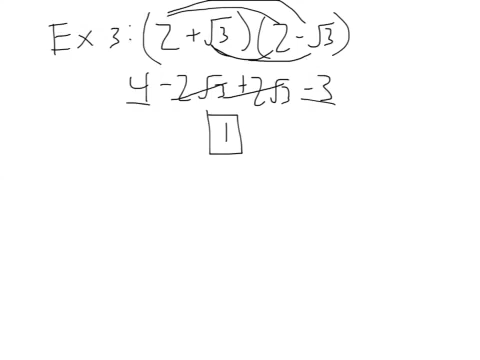 Ex 3: (2 + √3)(2 - √3)
4 - 2√3 + 2√3 - 3
1